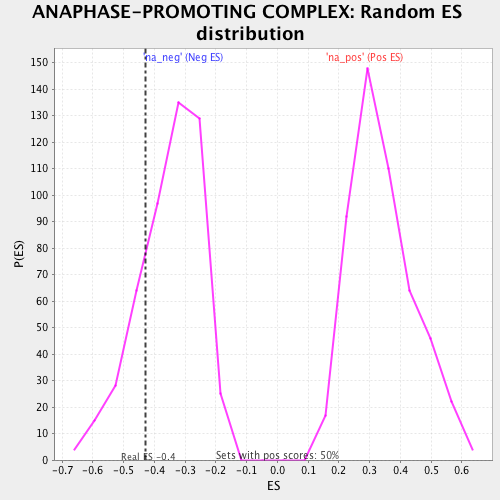 ANAPHASE-PROMOTING COMPLEX: Random ES
distribution
'na_neg' (Neg ES)
'na_pos' (Pos ES)
150
140
130
120
110
100
90
80
70
60
50
40
30
20
10
0
P(ES)
Real ES -0.4
Sets with pos scores: 50%
-0.7 -0.6 -0.5 -0.4 -0.3 -0.2 -0.1 0.0 0.1 0.2 0.3 0.4 0.5 0.6
ES